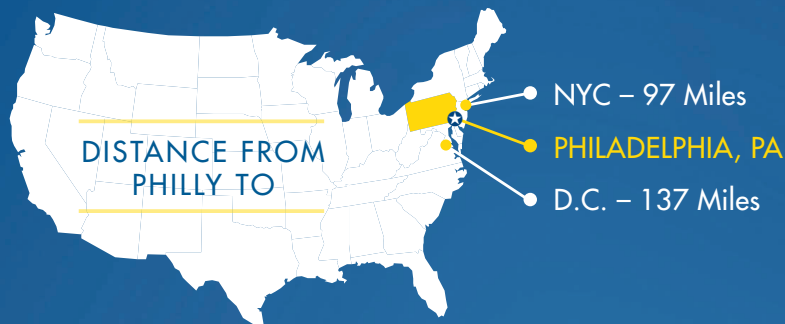 DISTANCE FROM
PHILLY TO
NYC – 97 Miles
PHILADELPHIA, PA
D.C. – 137 Miles